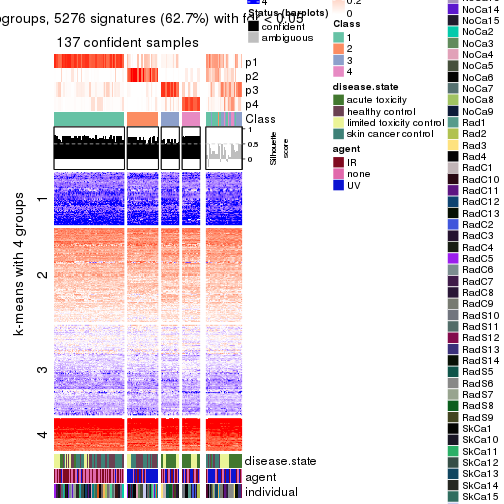 groups, 5276 signatures (62.7%) with fdr < 0.05
137 confident samples
p1
p2
p3
p4
Class
1
0.5
0
Silhouette
score
k-means with 4 groups
1
2
3
4
disease.state
agent
individual
4
Status (barplots)
confident
ambiguous
0.2
0
Class
1
2
3
4
disease.state
acute toxicity
healthy control
limited toxicity control
skin cancer control
agent
IR
none
UV
NoCa14
NoCa15
NoCa2
NoCa3
NoCa4
NoCa5
NoCa6
NoCa7
NoCa8
NoCa9
Rad1
Rad2
Rad3
Rad4
RadC1
RadC10
RadC11
RadC12
RadC13
RadC2
RadC3
RadC4
RadC5
RadC6
RadC7
RadC8
RadC9
RadS10
RadS11
RadS12
RadS13
RadS14
RadS5
RadS6
RadS7
RadS8
RadS9
SkCa1
SkCa10
SkCa11
SkCa12
SkCa13
SkCa14
SkCa15